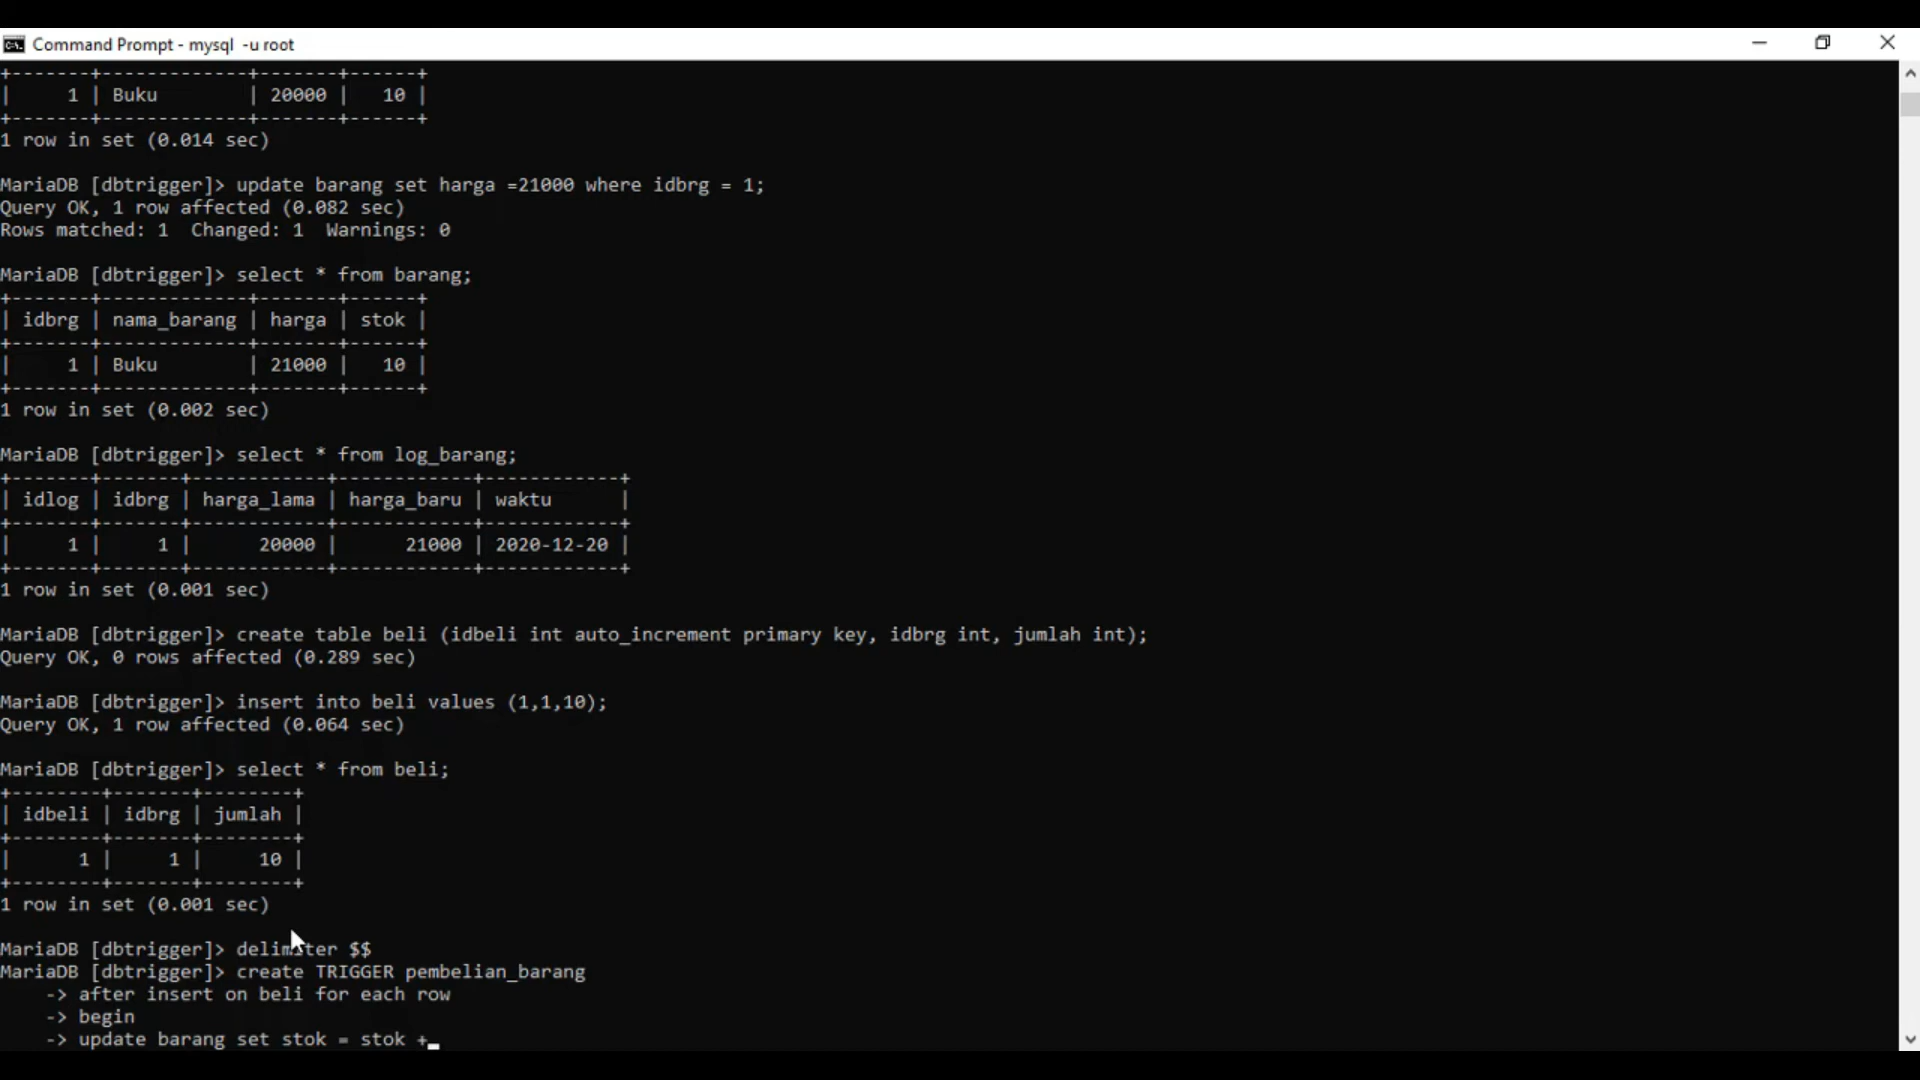 Command Prompt - mysql  -u root
+-------+-------------+-------+------+
|     1 | Buku        | 20000 |   10 |
+-------+-------------+-------+------+
1 row in set (0.014 sec)
MariaDB [dbtrigger]> update barang set harga =21000 where idbrg = 1;
Query OK, 1 row affected (0.082 sec)
Rows matched: 1  Changed: 1  Warnings: 0
MariaDB [dbtrigger]> select * from barang;
+-------+-------------+-------+------+
| idbrg | nama_barang | harga | stok |
+-------+-------------+-------+------+
|     1 | Buku        | 21000 |   10 |
+-------+-------------+-------+------+
1 row in set (0.002 sec)
MariaDB [dbtrigger]> select * from log_barang;
+-------+-------+------------+------------+------------+
| idlog | idbrg | harga_lama | harga_baru | waktu      |
+-------+-------+------------+------------+------------+
|     1 |     1 |      20000 |      21000 | 2020-12-20 |
+-------+-------+------------+------------+------------+
1 row in set (0.001 sec)
MariaDB [dbtrigger]> create table beli (idbeli int auto_increment primary key, idbrg int, jumlah int);
Query OK, 0 rows affected (0.289 sec)
MariaDB [dbtrigger]> insert into beli values (1,1,10);
Query OK, 1 row affected (0.064 sec)
MariaDB [dbtrigger]> select * from beli;
+--------+-------+--------+
| idbeli | idbrg | jumlah |
+--------+-------+--------+
|      1 |     1 |     10 |
+--------+-------+--------+
1 row in set (0.001 sec)
MariaDB [dbtrigger]> delimiter $$
MariaDB [dbtrigger]> create TRIGGER pembelian_barang
    -> after insert on beli for each row
    -> begin
    -> update barang set stok = stok +_